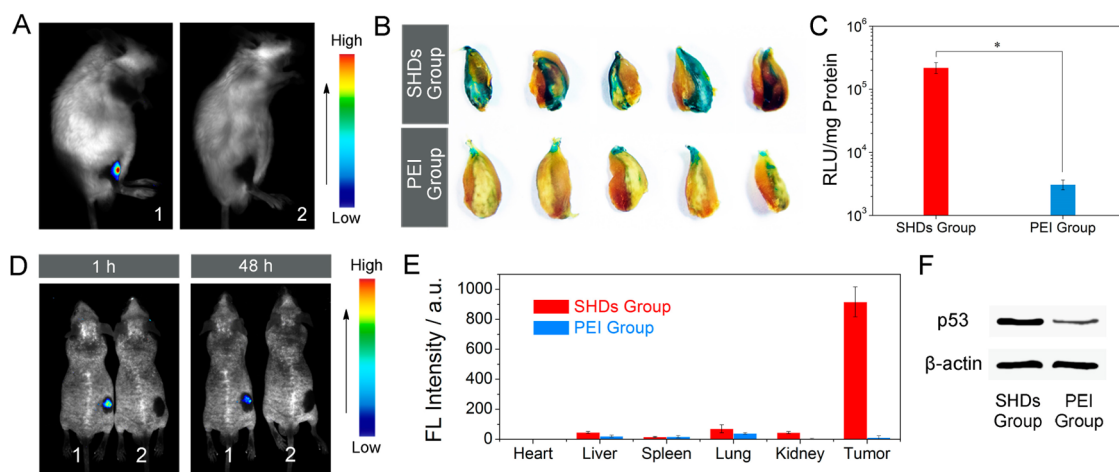 A
High
Low
1
2
B
SHDs
Group
PEI
Group
C
RLU/mg Protein
10⁶
10⁵
10⁴
10³
*
SHDs Group
PEI Group
D
1 h
48 h
High
Low
1
2
1
2
E
FL Intensity / a.u.
1000
800
600
400
200
0
SHDs Group
PEI Group
Heart
Liver
Spleen
Lung
Kidney
Tumor
F
p53
β-actin
SHDs
Group
PEI
Group